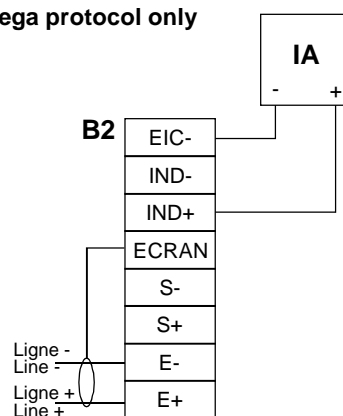 ega protocol only
IA
- +
B2
EIC-
IND-
IND+
ECRAN
S-
S+
Ligne -
Line -
E-
Ligne +
Line +
E+